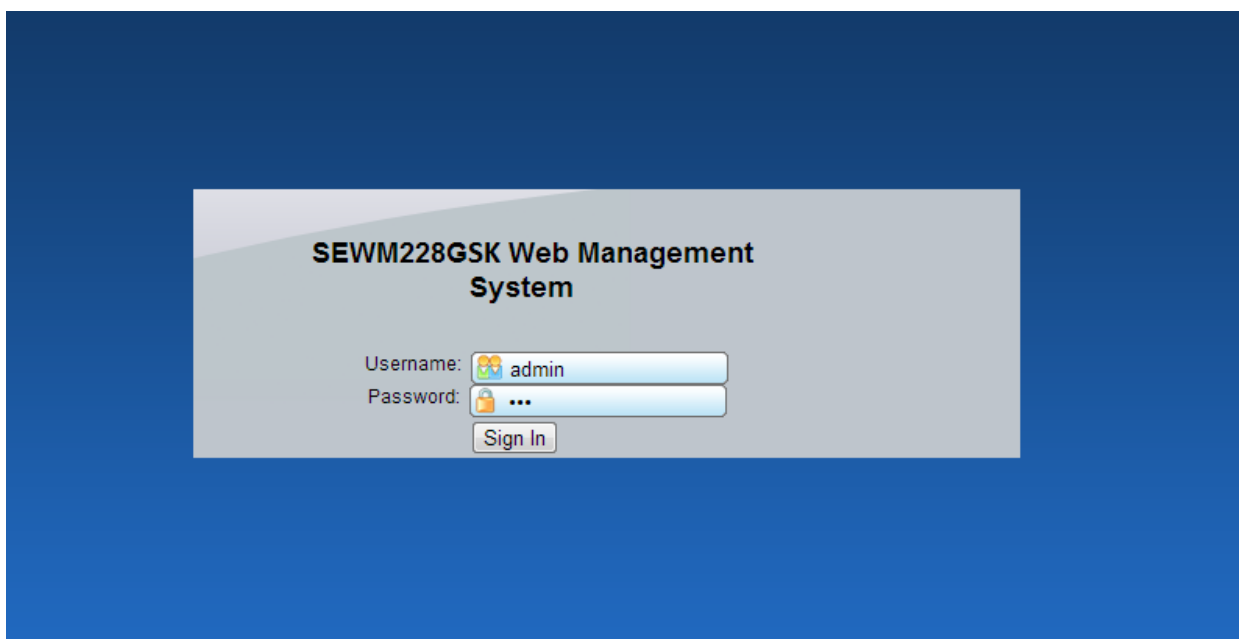 SEWM228GSK Web Management
System
Username: admin
Password: •••
Sign In